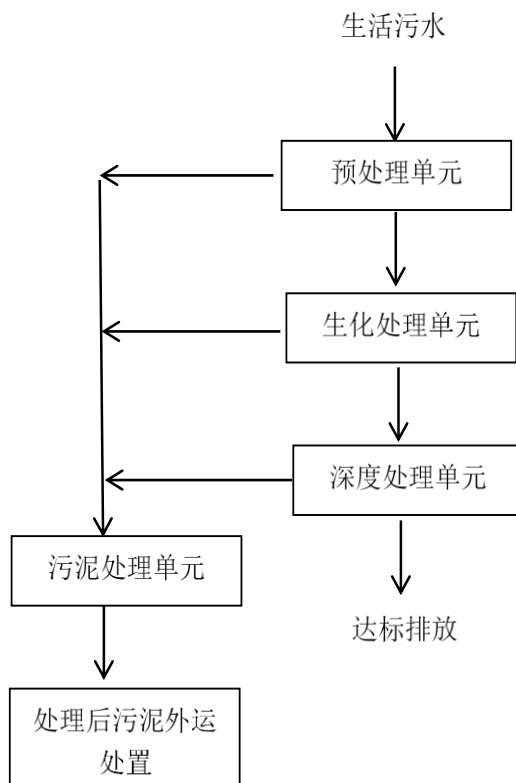 生活污水
预处理单元
生化处理单元
深度处理单元
污泥处理单元
达标排放
处理后污泥外运
处置